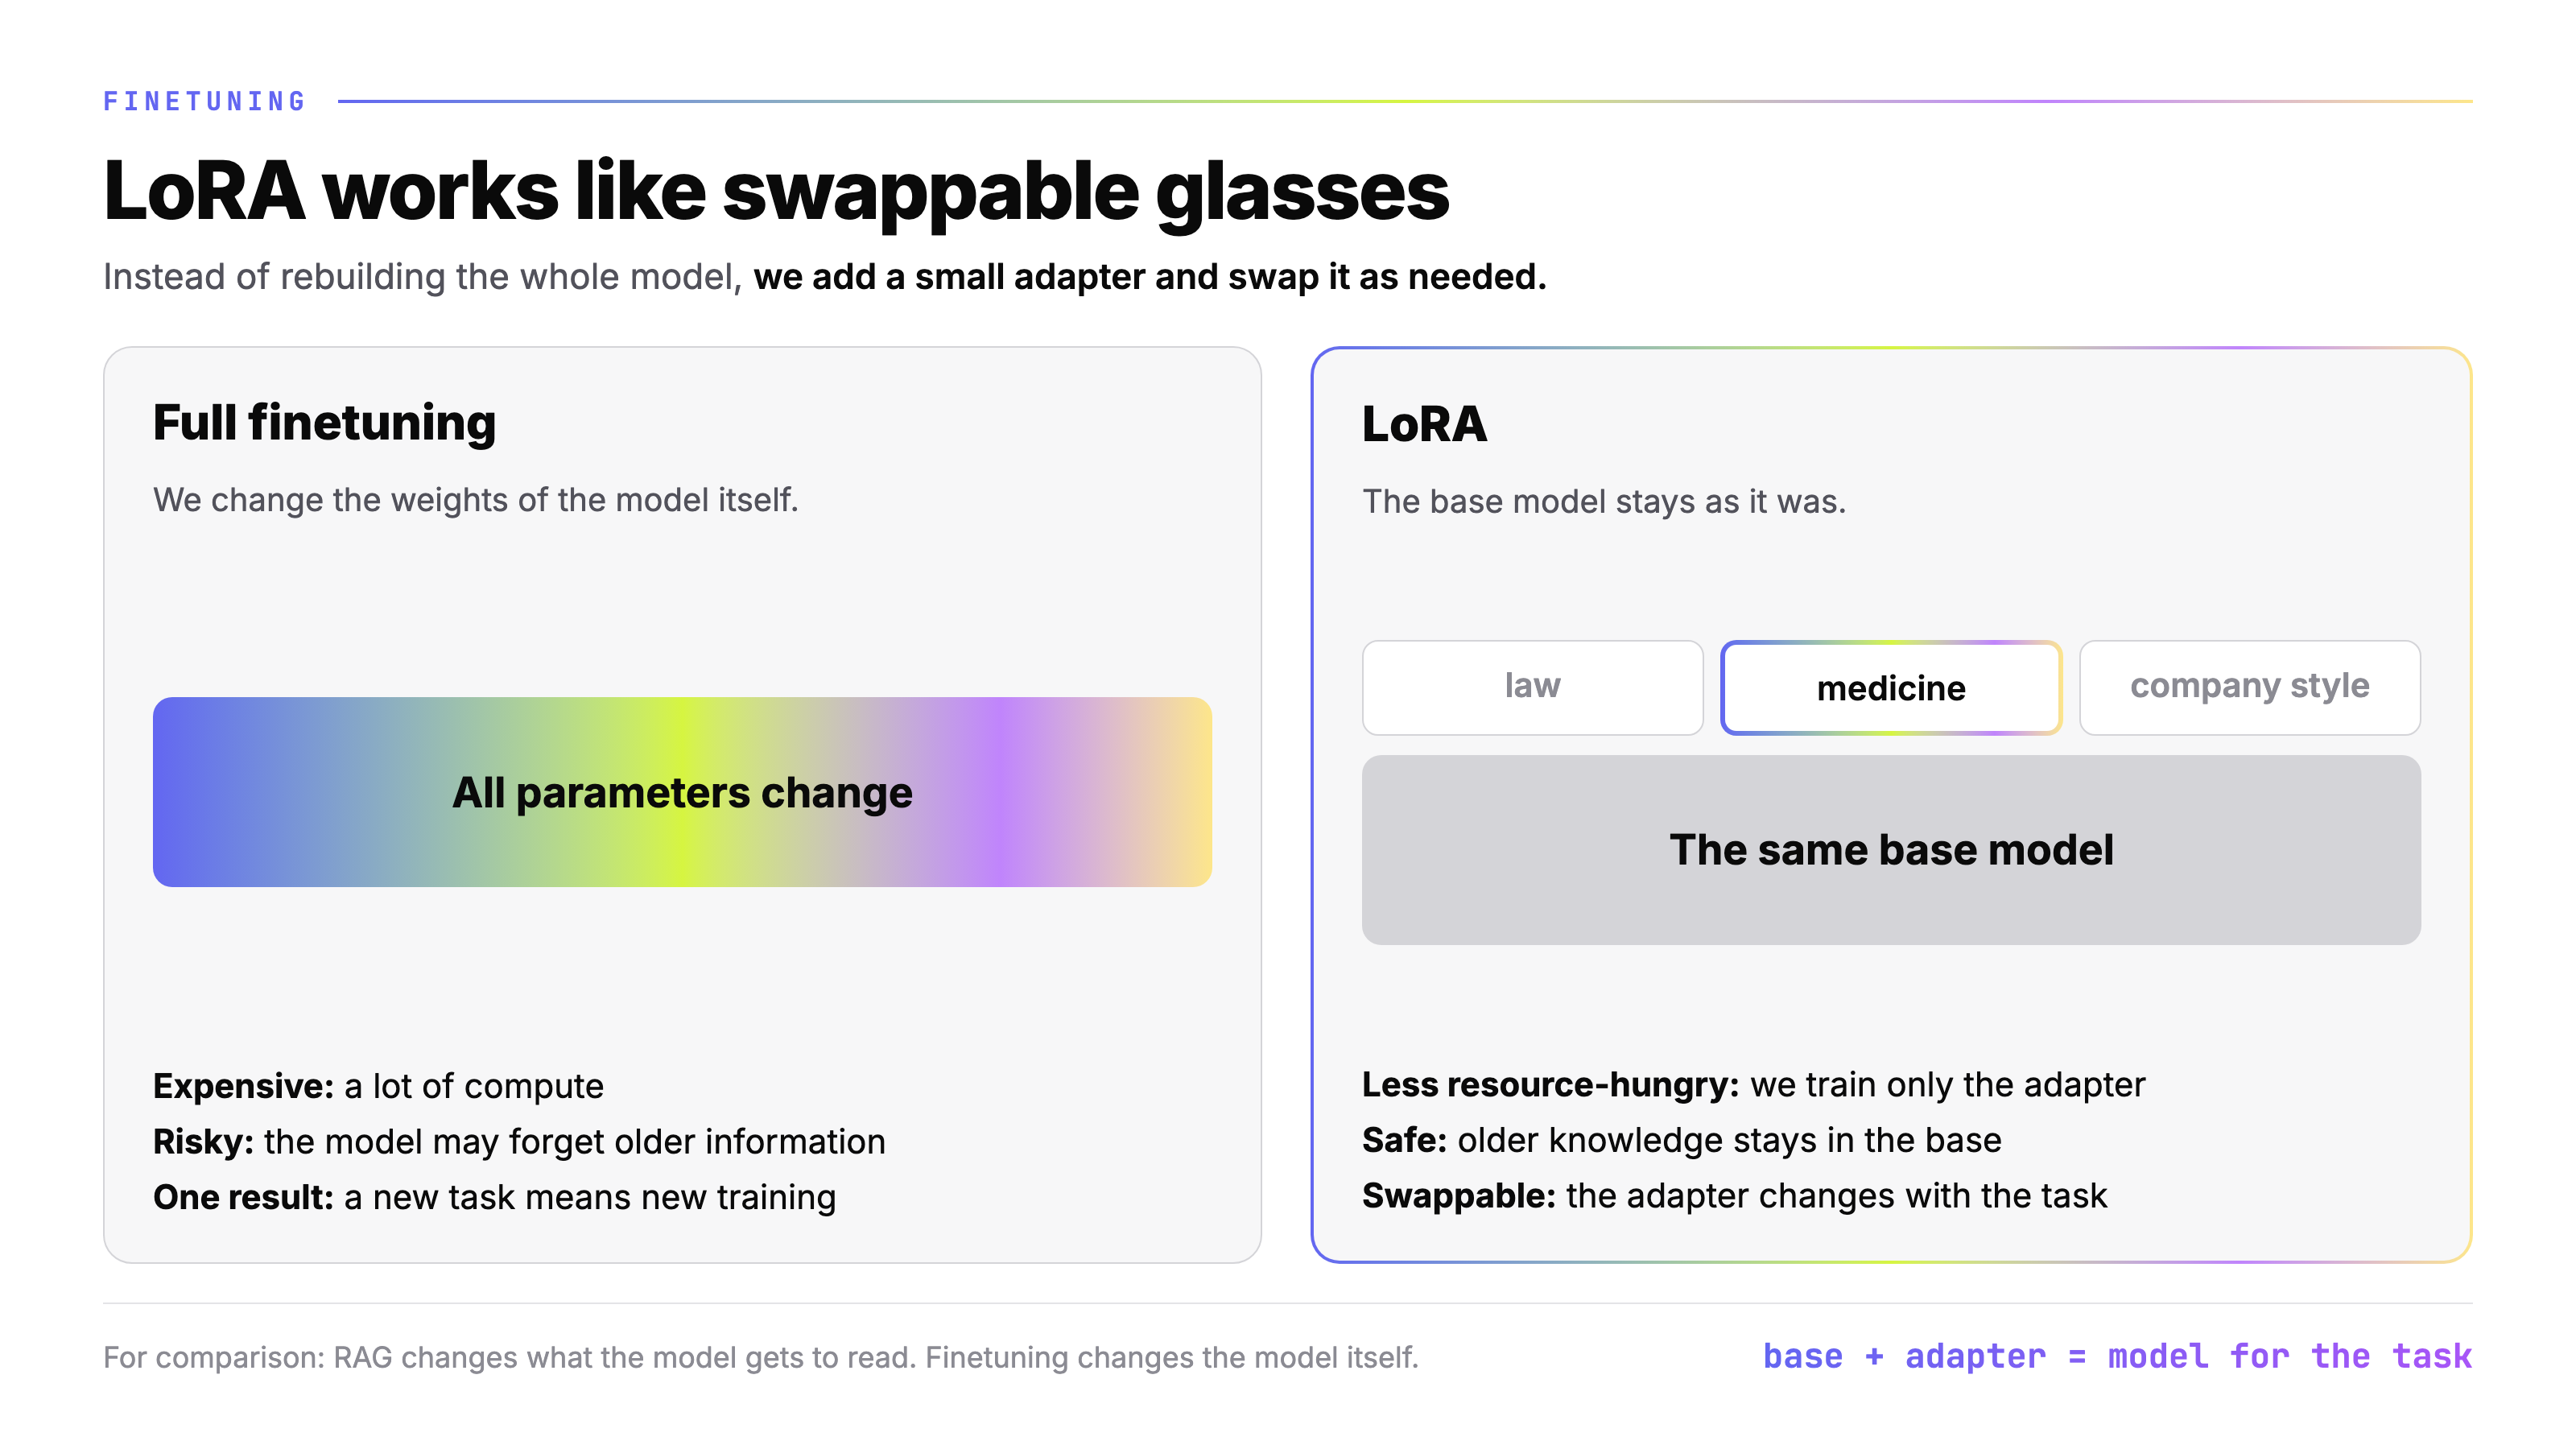 FINETUNING
LoRA works like swappable glasses
Instead of rebuilding the whole model, we add a small adapter and swap it as needed.
Full finetuning
We change the weights of the model itself.
All parameters change
Expensive: a lot of compute
Risky: the model may forget older information
One result: a new task means new training
LoRA
The base model stays as it was.
law
medicine
company style
The same base model
Less resource-hungry: we train only the adapter
Safe: older knowledge stays in the base
Swappable: the adapter changes with the task
For comparison: RAG changes what the model gets to read. Finetuning changes the model itself.
base + adapter = model for the task